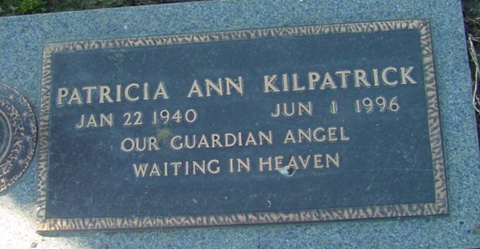 PATRICIA ANN KILPATRICK
JAN 22 1940 JUN 1 1996
OUR GUARDIAN ANGEL
WAITING IN HEAVEN